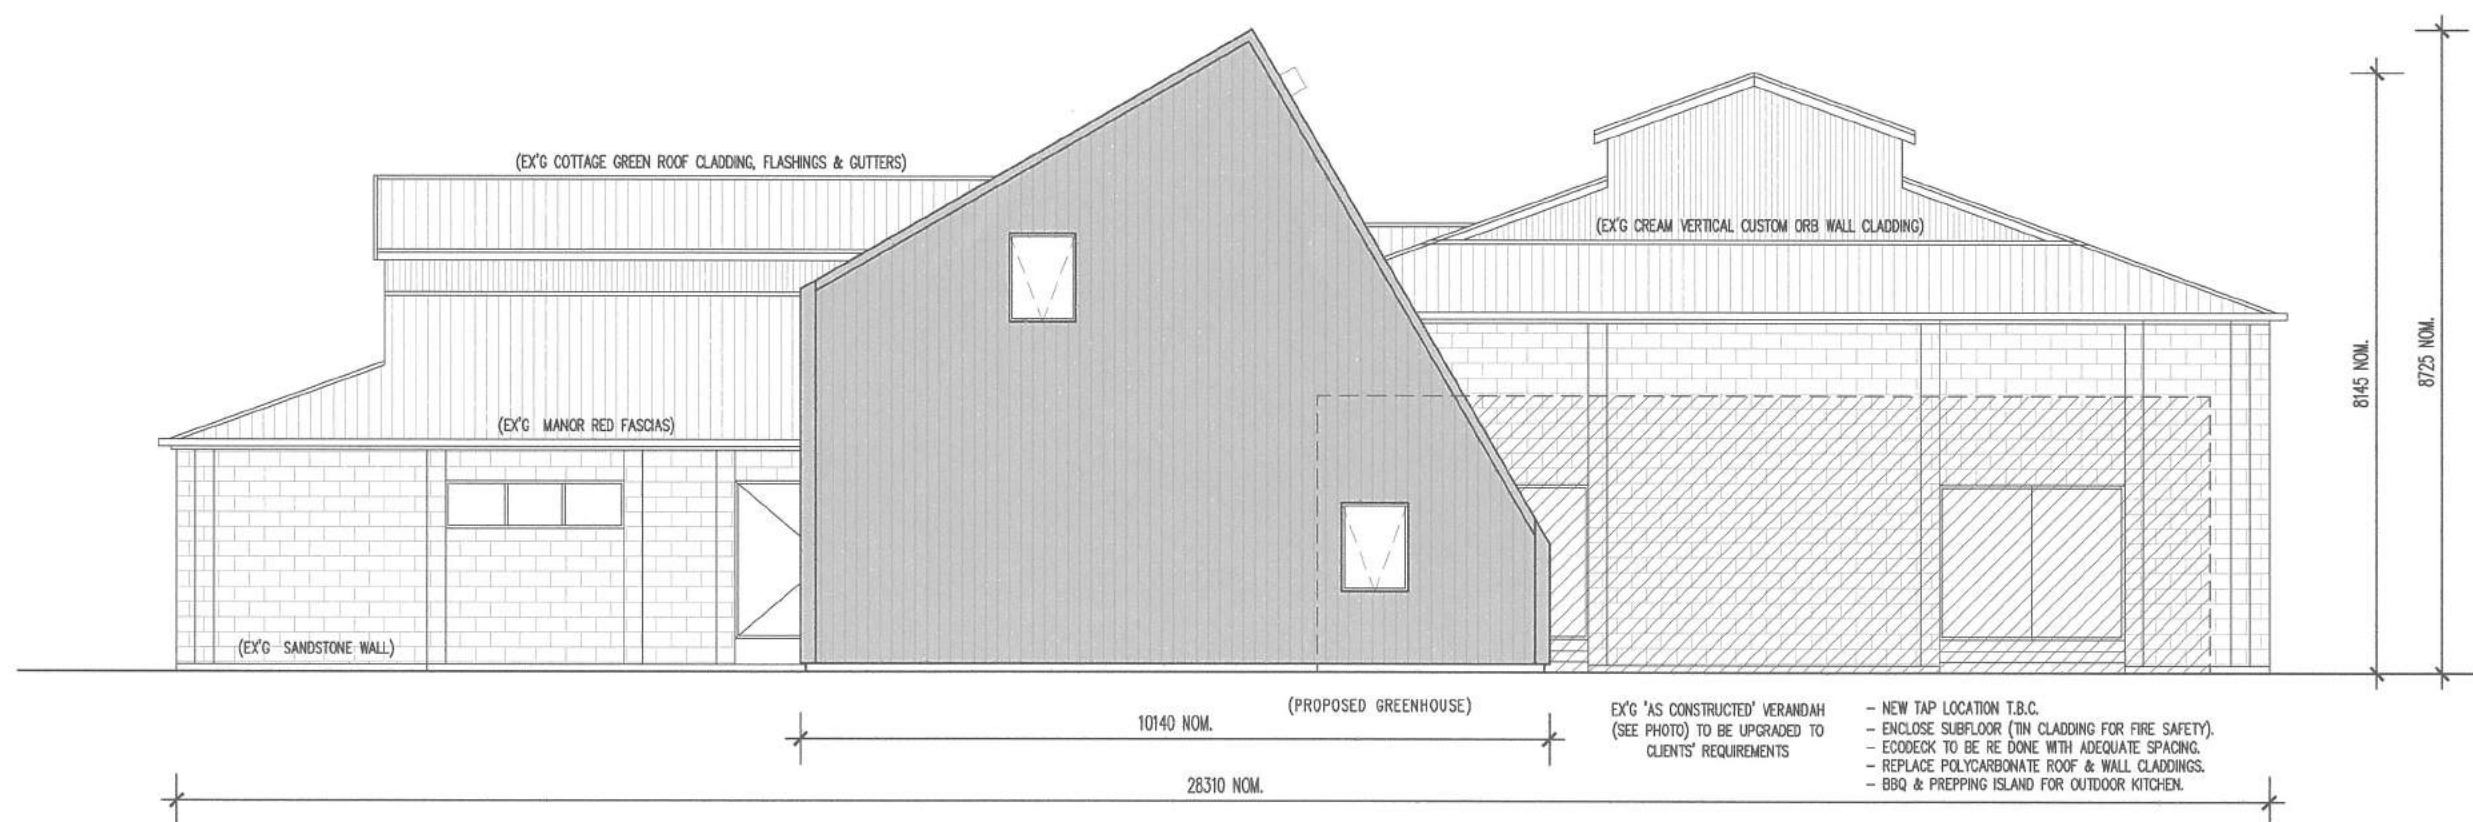 (EX'G COTTAGE GREEN ROOF CLADDING, FLASHINGS & GUTTERS)
(EX'G CREAM VERTICAL CUSTOM ORB WALL CLADDING)
8145 NOM.
8725 NOM.
(EX'G MANOR RED FASCIAS)
(EX'G SANDSTONE WALL)
(PROPOSED GREENHOUSE)
10140 NOM.
28310 NOM.
EX'G 'AS CONSTRUCTED' VERANDAH
(SEE PHOTO) TO BE UPGRADED TO
CLIENTS' REQUIREMENTS
- NEW TAP LOCATION T.B.C.
- ENCLOSE SUBFLOOR (TIN CLADDING FOR FIRE SAFETY).
- ECODECK TO BE RE DONE WITH ADEQUATE SPACING.
- REPLACE POLYCARBONATE ROOF & WALL CLADDINGS.
- BBQ & PREPPING ISLAND FOR OUTDOOR KITCHEN.